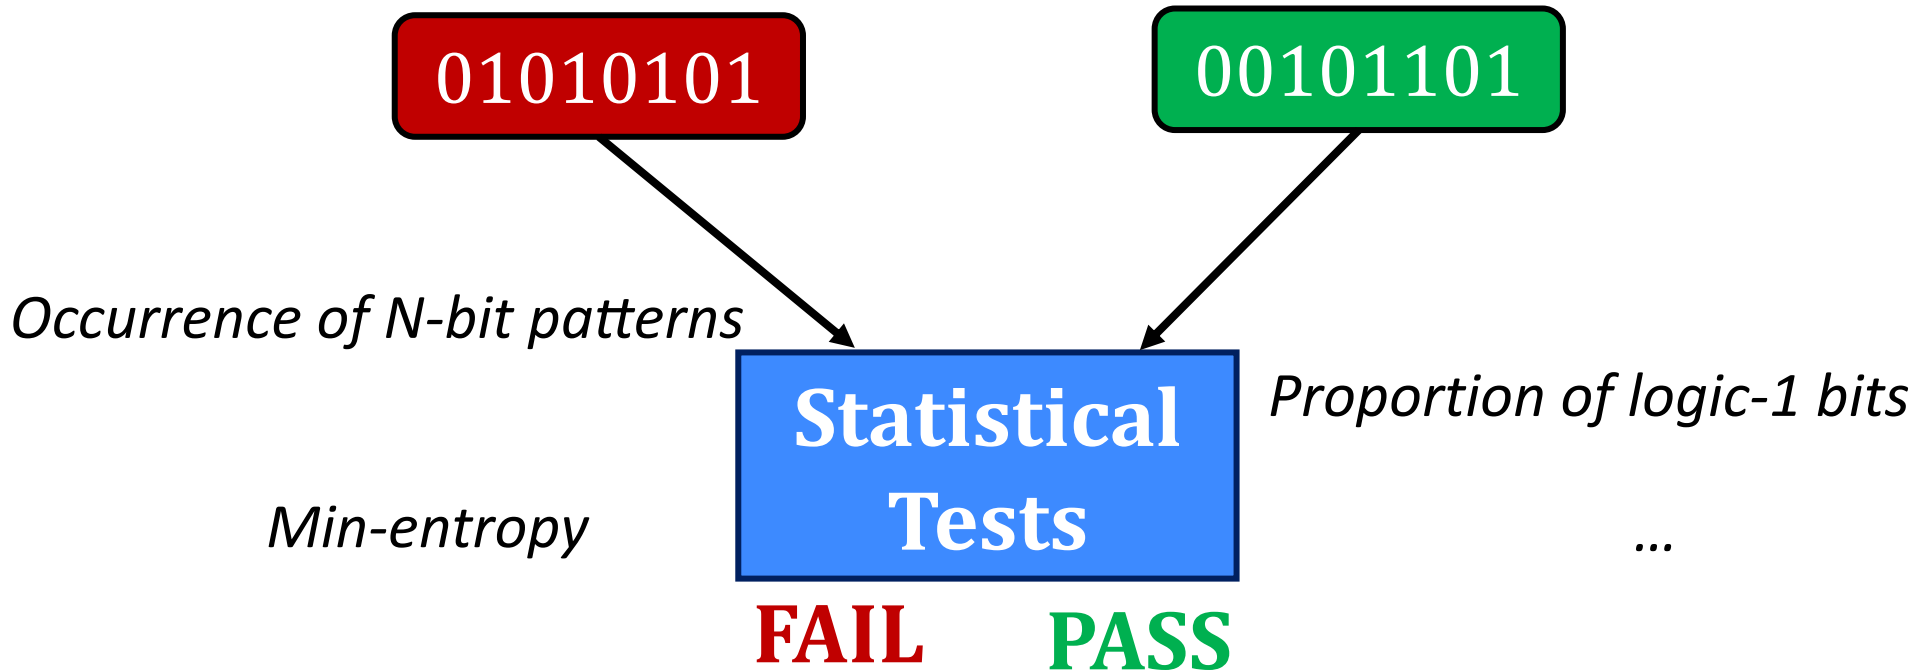 01010101
00101101
Occurrence of N-bit patterns
Proportion of logic-1 bits
Statistical
Tests
Min-entropy
...
FAIL
PASS